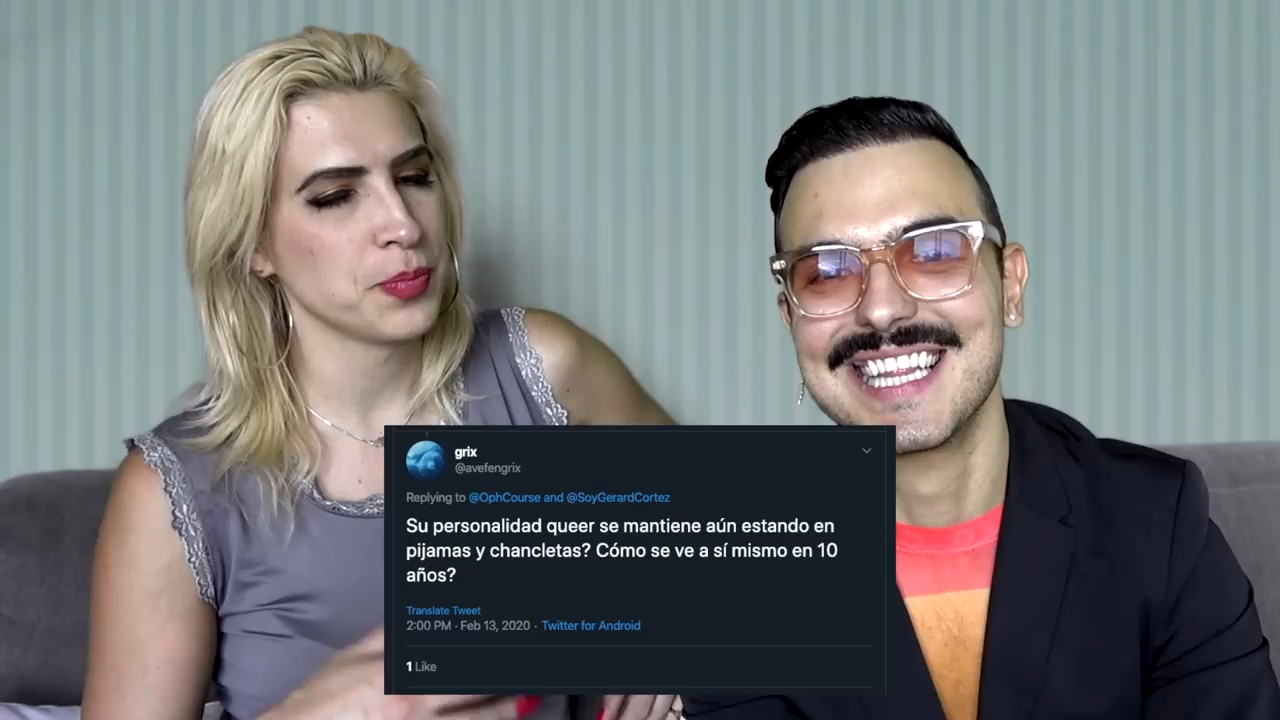 grix
@avefengrix
Replying to @OphCourse and @SoyGerardCortez
Su personalidad queer se mantiene aún estando en
pijamas y chancletas? Cómo se ve a sí mismo en 10
años?
Translate Tweet
2:00 PM · Feb 13, 2020 · Twitter for Android
1 Like